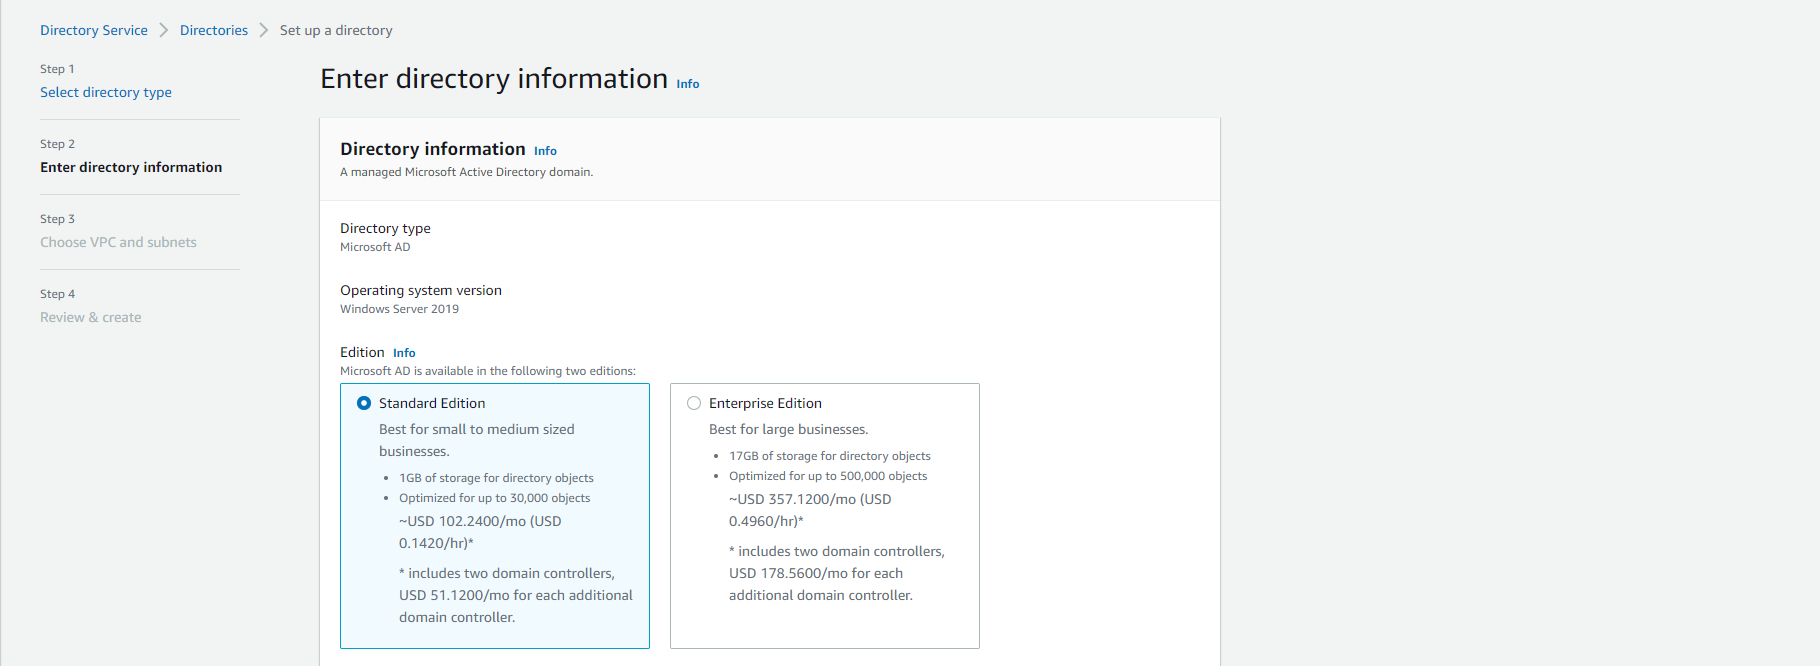 Directory Service > Directories > Set up a directory
Step 1
Select directory type
Step 2
Enter directory information
Step 3
Choose VPC and subnets
Step 4
Review & create
Enter directory information Info
Directory information Info
A managed Microsoft Active Directory domain.
Directory type
Microsoft AD
Operating system version
Windows Server 2019
Edition Info
Microsoft AD is available in the following two editions:
Standard Edition
Best for small to medium sized
businesses.
• 1GB of storage for directory objects
• Optimized for up to 30,000 objects
~USD 102.2400/mo (USD
0.1420/hr)*
* includes two domain controllers,
USD 51.1200/mo for each additional
domain controller.
Enterprise Edition
Best for large businesses.
• 17GB of storage for directory objects
• Optimized for up to 500,000 objects
~USD 357.1200/mo (USD
0.4960/hr)*
* includes two domain controllers,
USD 178.5600/mo for each
additional domain controller.